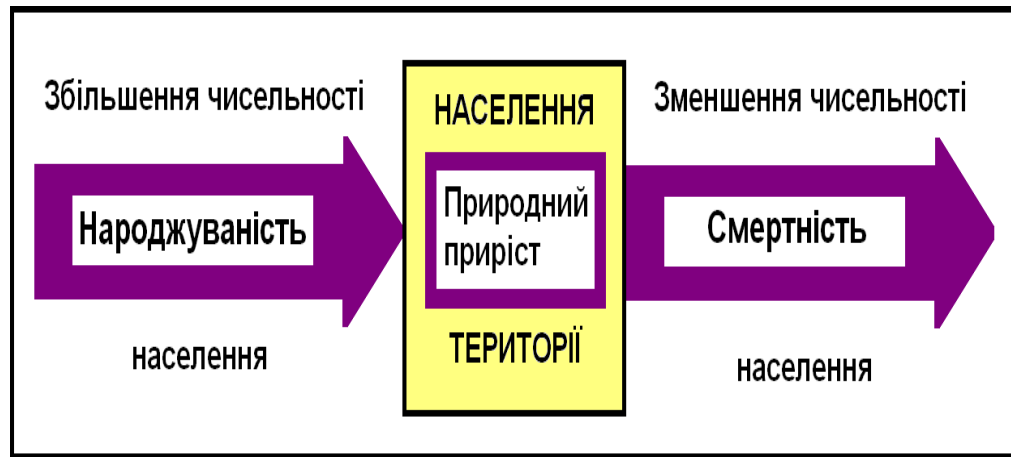 Збільшення чисельності
Народжуваність
населення
НАСЕЛЕННЯ
Природний
приріст
ТЕРИТОРІЇ
Зменшення чисельності
Смертність
населення